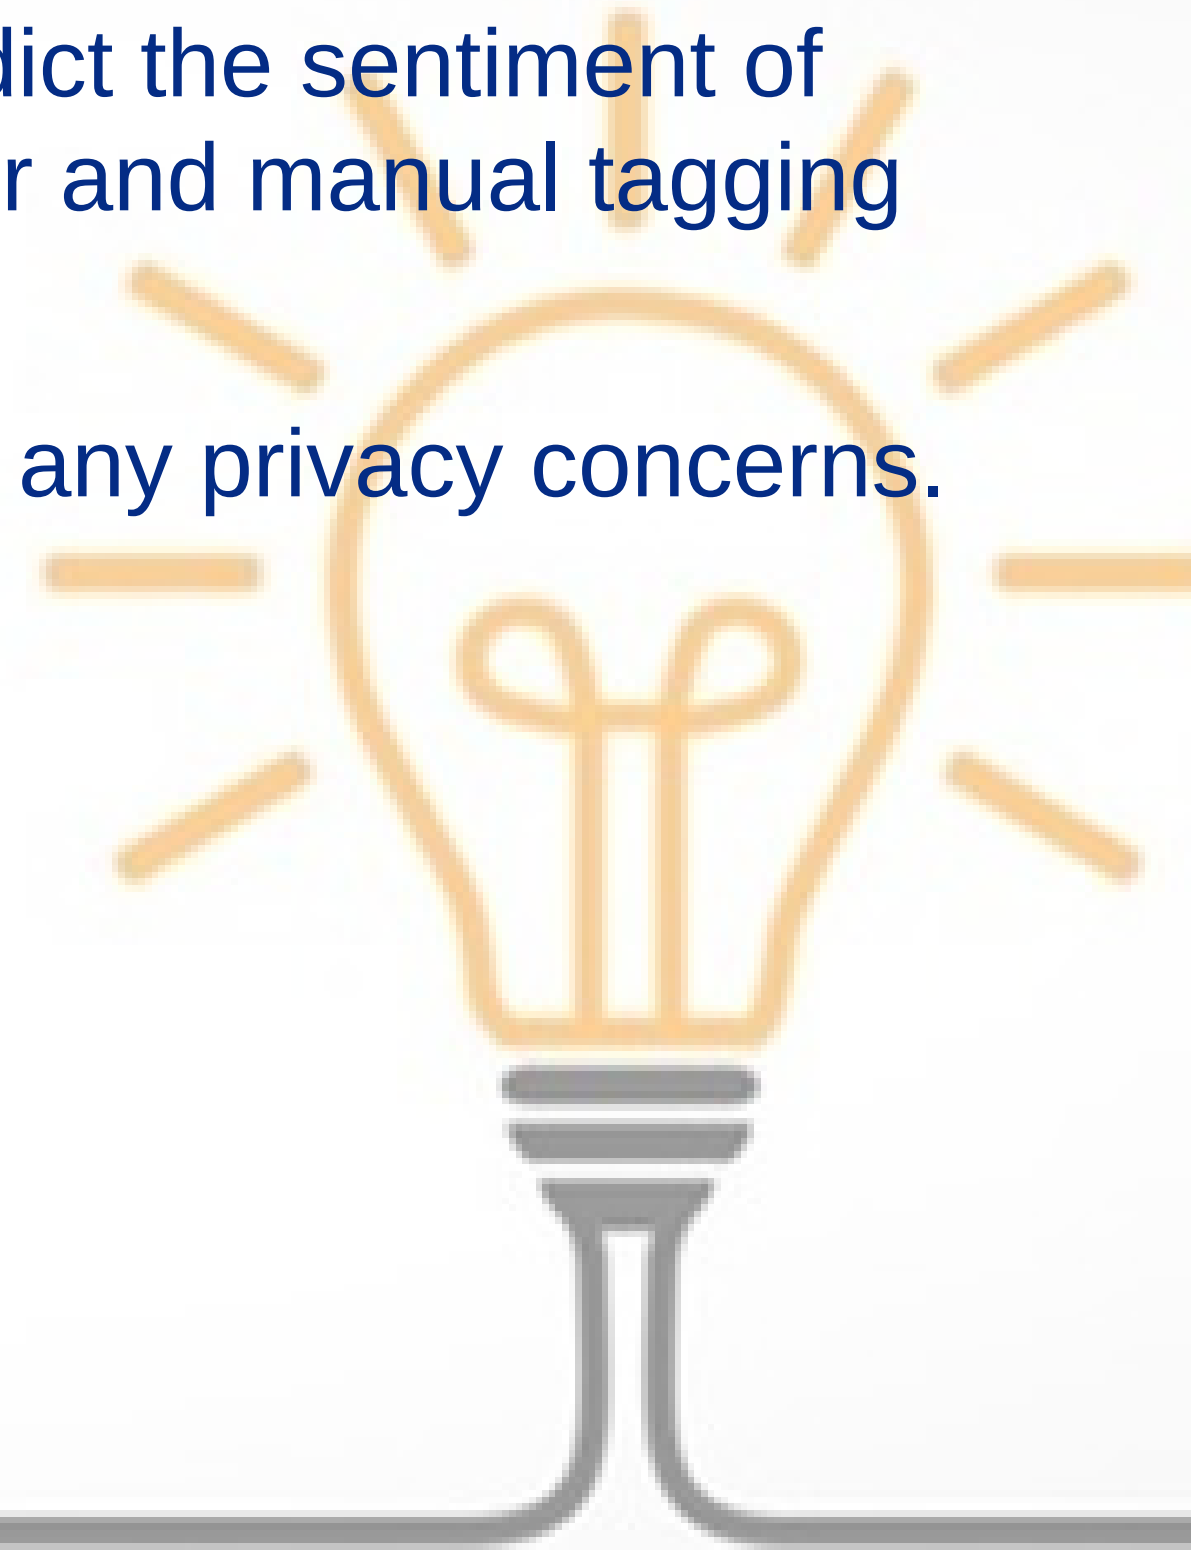 dict the sentiment of
r and manual tagging
any privacy concerns.